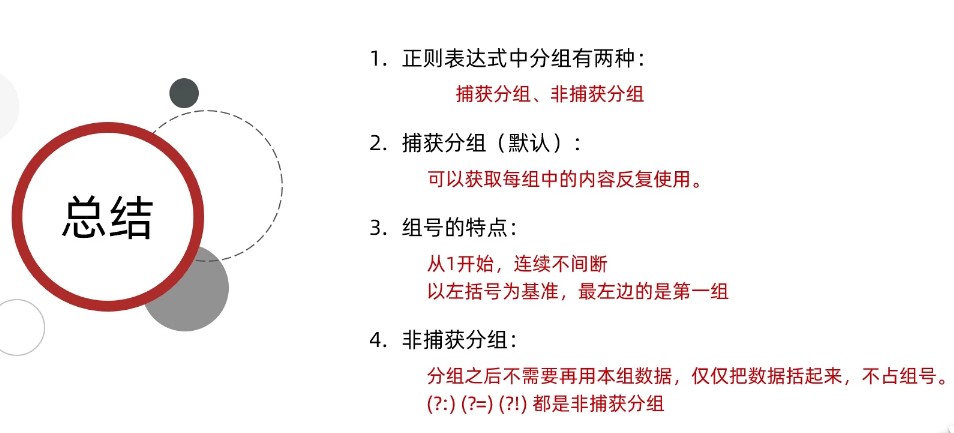 总结
1. 正则表达式中分组有两种：
捕获分组、非捕获分组
2. 捕获分组（默认）：
可以获取每组中的内容反复使用。
3. 组号的特点：
从1开始，连续不间断
以左括号为基准，最左边的是第一组
4. 非捕获分组：
分组之后不需要再用本组数据，仅仅把数据括起来，不占组号。
(?:) (?=) (?!) 都是非捕获分组